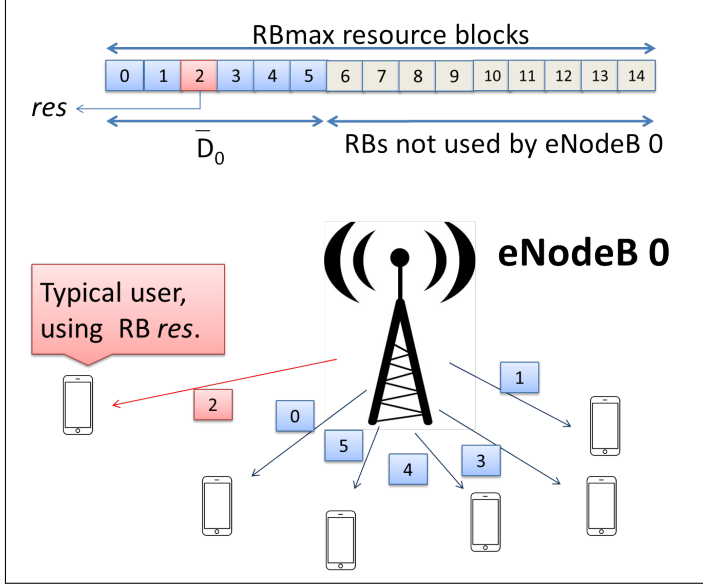 RBmax resource blocks
0 1 2 3 4 5 6 7 8 9 10 11 12 13 14
res
D̅₀
RBs not used by eNodeB 0
eNodeB 0
Typical user,
using RB res.
1
2
0
5
4
3